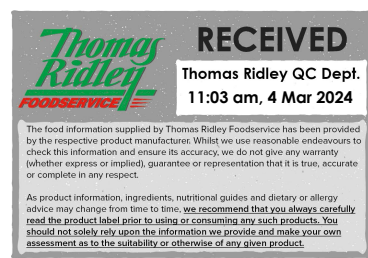 Thomas
Ridley
FOODSERVICE
RECEIVED
Thomas Ridley QC Dept.
11:03 am, 4 Mar 2024
The food information supplied by Thomas Ridley Foodservice has been provided
by the respective product manufacturer. Whilst we use reasonable endeavours to
check this information and ensure its accuracy, we do not give any warranty
(whether express or implied), guarantee or representation that it is true, accurate
or complete in any respect.
As product information, ingredients, nutritional guides and dietary or allergy
advice may change from time to time, we recommend that you always carefully
read the product label prior to using or consuming any such products. You
should not solely rely upon the information we provide and make your own
assessment as to the suitability or otherwise of any given product.